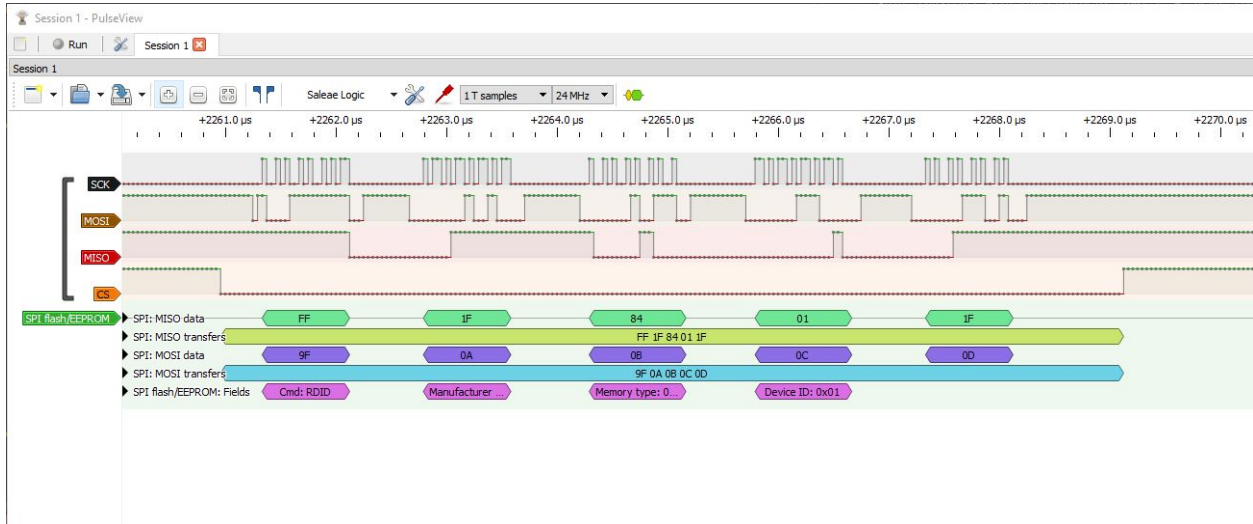 Session 1 - PulseView
Run Session 1
Session 1
Saleae Logic 1 T samples 24 MHz
+2261.0 µs +2262.0 µs +2263.0 µs +2264.0 µs +2265.0 µs +2266.0 µs +2267.0 µs +2268.0 µs +2269.0 µs +2270.0 µs
SCK
MOSI
MISO
CS
SPI flash/EEPROM SPI: MISO data FF 1F 84 01 1F
SPI: MISO transfers FF 1F 84 01 1F
SPI: MOSI data 9F 0A 0B 0C 0D
SPI: MOSI transfers 9F 0A 0B 0C 0D
SPI flash/EEPROM: Fields Cmd: RDID Manufacturer ... Memory type: 0... Device ID: 0x01